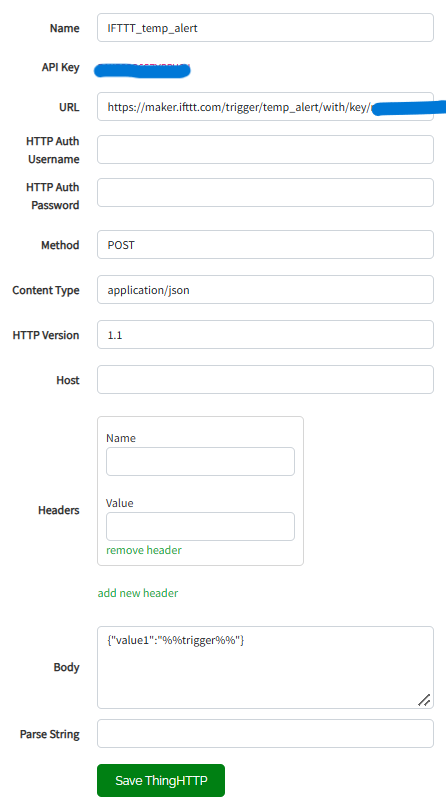 Name
IFTTT_temp_alert
API Key
URL
https://maker.ifttt.com/trigger/temp_alert/with/key/
HTTP Auth
Username
HTTP Auth
Password
Method
POST
Content Type
application/json
HTTP Version
1.1
Host
Headers
Name
Value
remove header
add new header
Body
{"value1":"%%trigger%%"}
Parse String
Save ThingHTTP